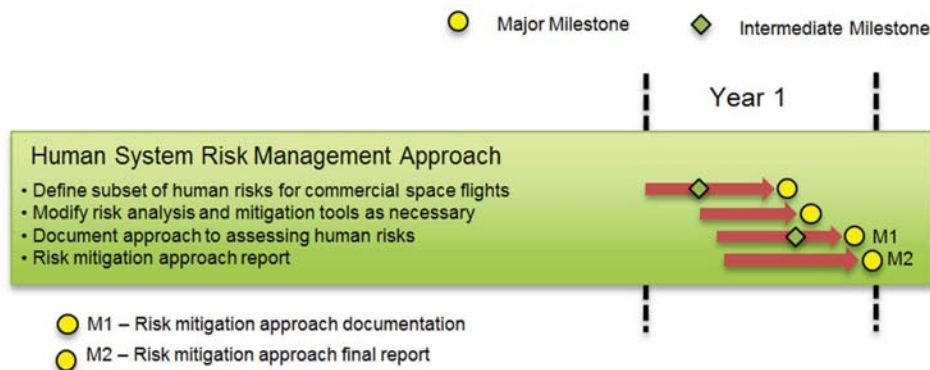 Major Milestone
Intermediate Milestone
Year 1
Human System Risk Management Approach
• Define subset of human risks for commercial space flights
• Modify risk analysis and mitigation tools as necessary
• Document approach to assessing human risks
M1
• Risk mitigation approach report
M2
M1 – Risk mitigation approach documentation
M2 – Risk mitigation approach final report